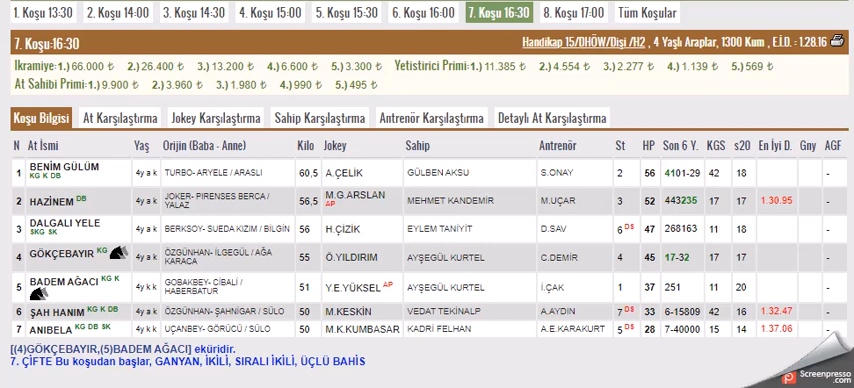 1. Koşu 13:30 2. Koşu 14:00 3. Koşu 14:30 4. Koşu 15:00 5. Koşu 15:30 6. Koşu 16:00 7. Koşu 16:30 8. Koşu 17:00 Tüm Koşular
7. Koşu:16:30 Handikap 15/DHÖW/Dişi /H2 , 4 Yaşlı Araplar, 1300 Kum , E.İ.D. : 1.28.16
Ikramiye:1.) 66.000 ₺ 2.) 26.400 ₺ 3.) 13.200 ₺ 4.) 6.600 ₺ 5.) 3.300 ₺ Yetistirici Primi:1.) 11.385 ₺ 2.) 4.554 ₺ 3.) 2.277 ₺ 4.) 1.139 ₺ 5.) 569 ₺
At Sahibi Primi:1.) 9.900 ₺ 2.) 3.960 ₺ 3.) 1.980 ₺ 4.) 990 ₺ 5.) 495 ₺
Koşu Bilgisi At Karşılaştırma Jokey Karşılaştırma Sahip Karşılaştırma Antrenör Karşılaştırma Detaylı At Karşılaştırma
N At İsmi Yaş Orijin (Baba - Anne) Kilo Jokey Sahip Antrenör St HP Son 6 Y. KGS s20 En İyi D. Gny AGF
1 BENİM GÜLÜM KG K DB 4y a k TURBO- ARYELE / ARASLI 60,5 A.ÇELİK GÜLBEN AKSU S.ONAY 2 56 4101-29 42 18 -
2 HAZİNEM DB 4y a k JOKER- PIRENSES BERCA / YALAZ 56,5 M.G.ARSLAN AP MEHMET KANDEMİR M.UÇAR 3 52 443235 17 17 1.30.95 -
3 DALGALI YELE SKG SK 4y a k BERKSOY- SUEDA KIZIM / BİLGİN 56 H.ÇİZİK EYLEM TANIYIT D.SAV 6 DS 47 268163 11 18 -
4 GÖKÇEBAYIR KG 4y a k ÖZGÜNHAN- İLGEGÜL / AĞA KARACA 55 Ö.YILDIRIM AYŞEGÜL KURTEL C.DEMİR 4 45 17-32 17 17 -
5 BADEM AĞACI KG K 4y k k GOBAKBEY- CİBALİ / HABERBATUR 51 Y.E.YÜKSEL AP AYŞEGÜL KURTEL İ.ÇAK 1 37 251 11 20 -
6 ŞAH HANIM KG K DB 4y a k ÖZGÜNHAN- ŞAHNİGAR / SÜLO 50 M.KESKİN VEDAT TEKİNALP A.AYDIN 7 DS 33 6-15809 42 16 1.32.47 -
7 ANIBELA KG DB SK 4y k k UÇANBEY- GÖRÜCÜ / SÜLO 50 M.K.KUMBASAR KADRİ FELHAN A.E.KARAKURT 5 DS 28 7-40000 15 14 1.37.06 -
[(4)GÖKÇEBAYIR,(5)BADEM AĞACI] eküridir.
7. ÇİFTE Bu koşudan başlar, GANYAN, İKİLİ, SIRALI İKİLİ, ÜÇLÜ BAHİS
Screenpresso
.com